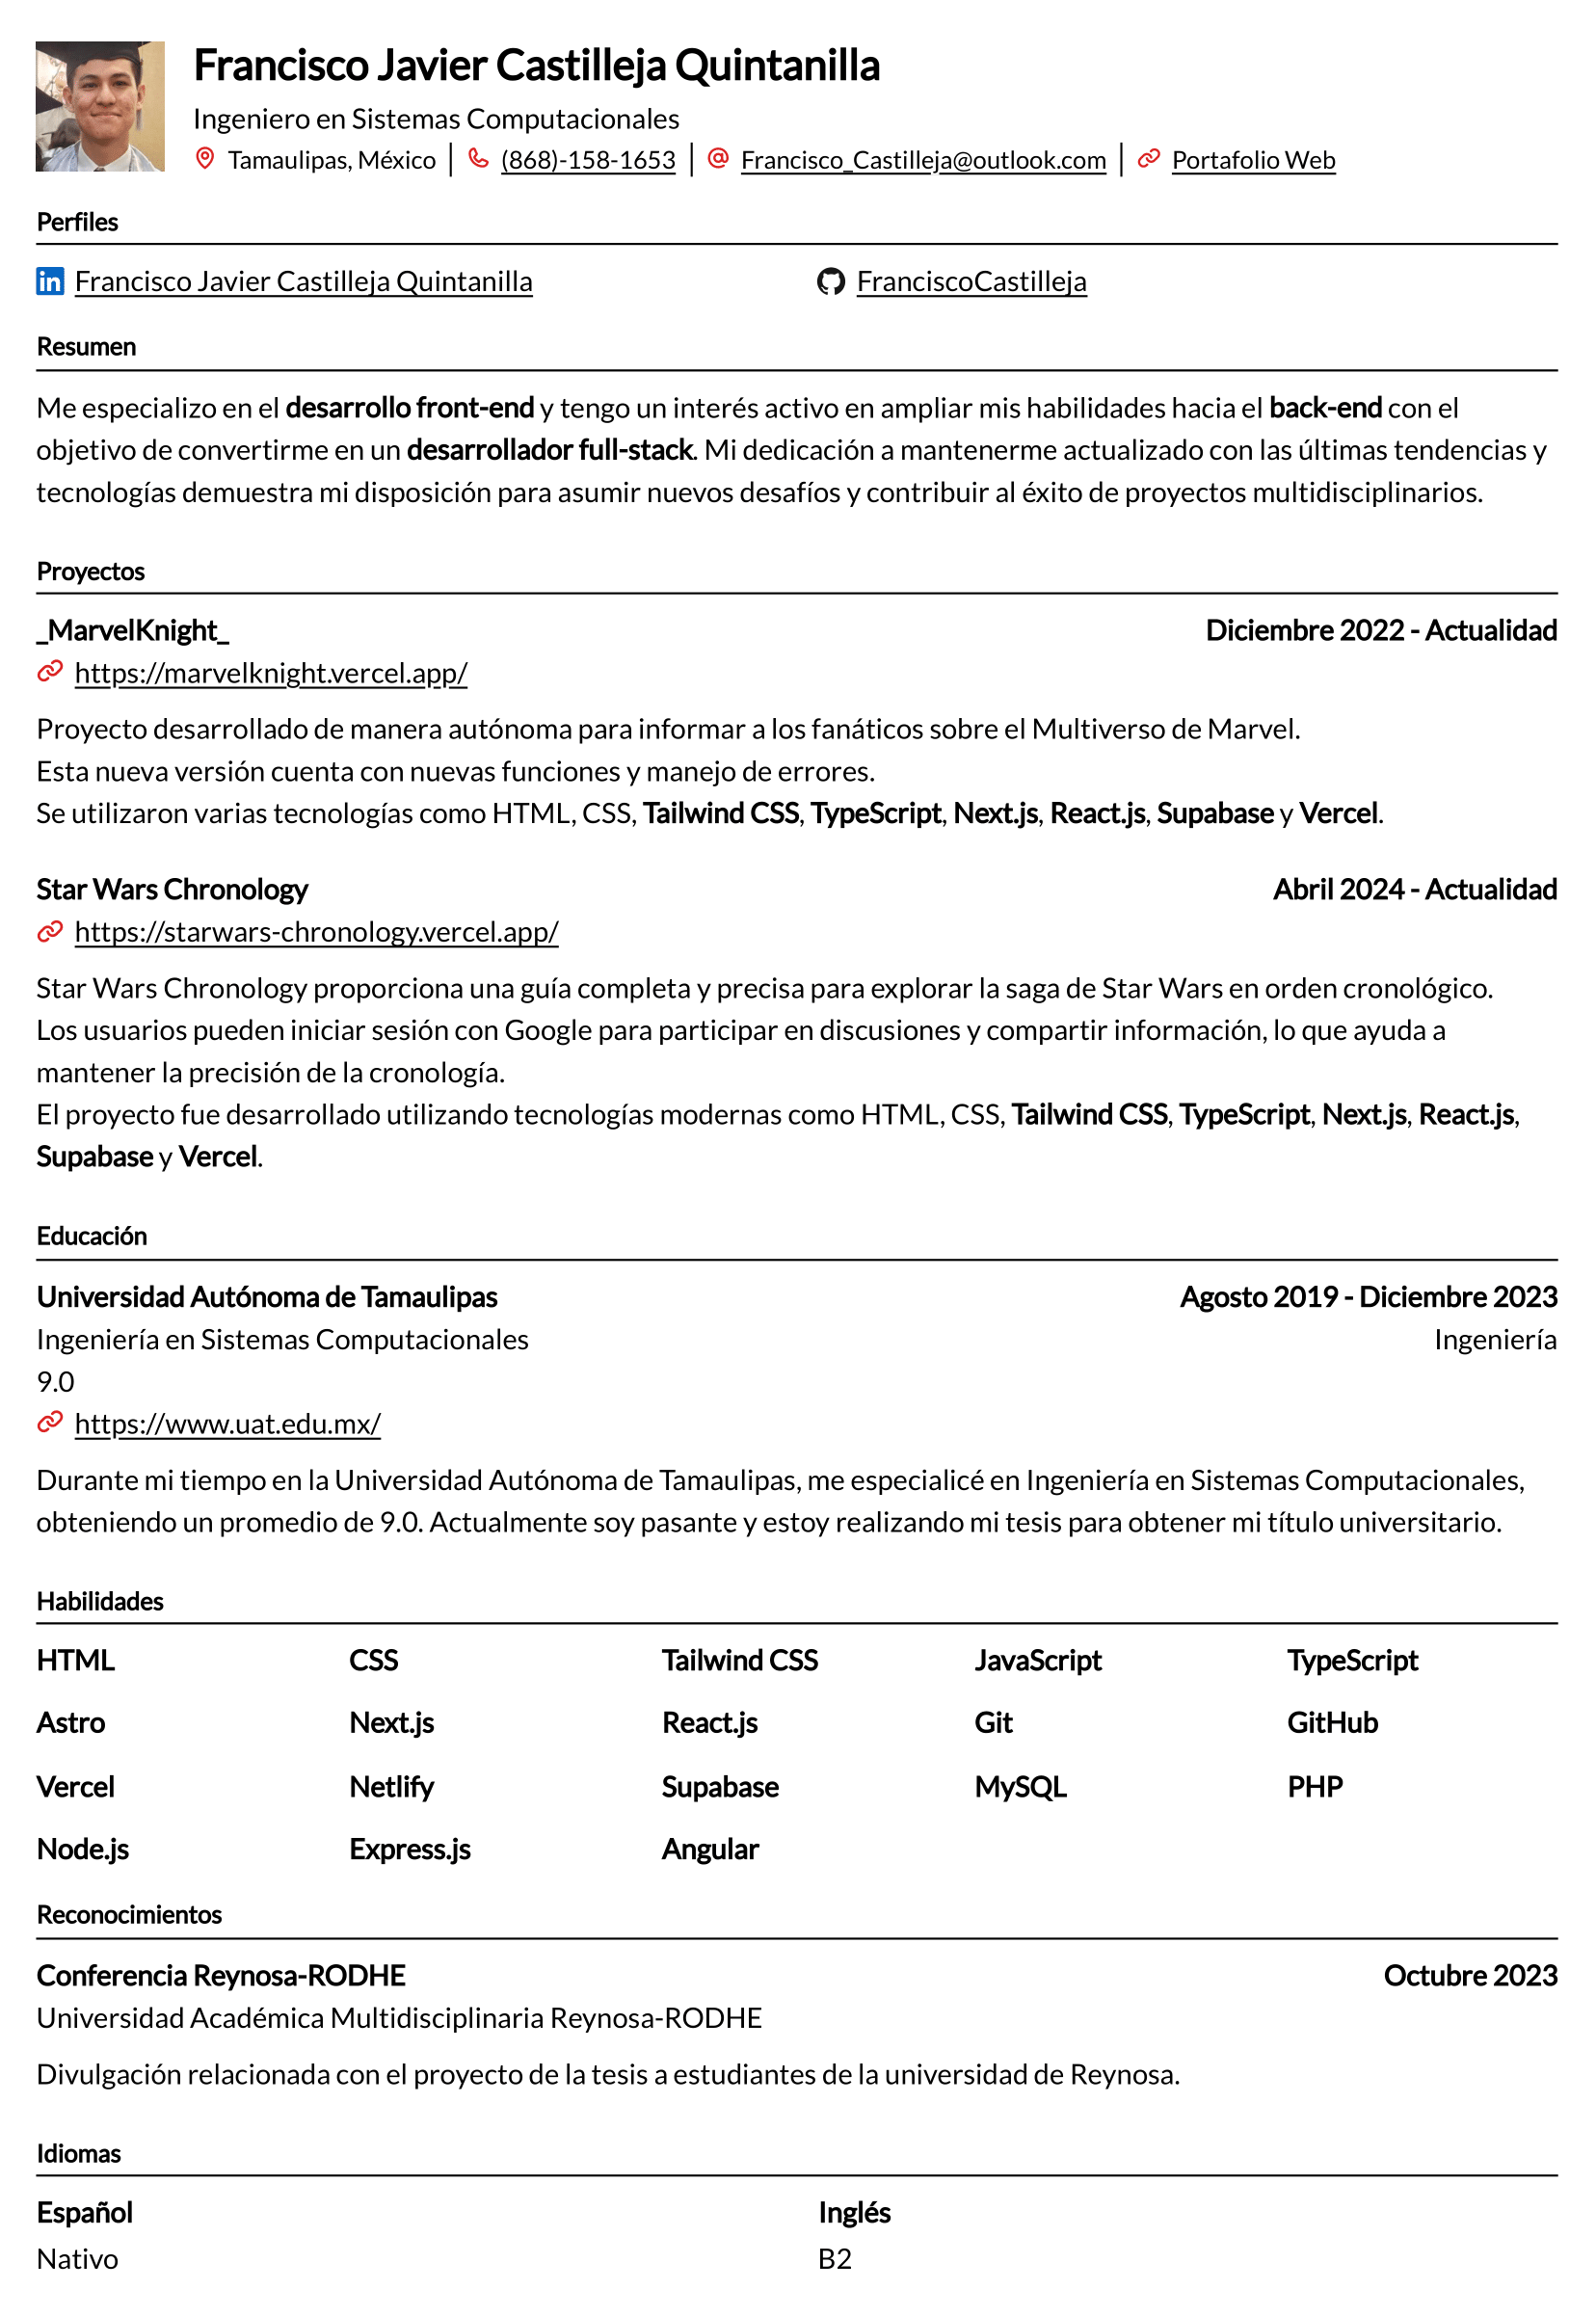 Francisco Javier Castilleja Quintanilla
Ingeniero en Sistemas Computacionales
Tamaulipas, México | (868)-158-1653 | Francisco_Castilleja@outlook.com | Portafolio Web
Perfiles
Francisco Javier Castilleja Quintanilla FranciscoCastilleja
Resumen
Me especializo en el desarrollo front-end y tengo un interés activo en ampliar mis habilidades hacia el back-end con el
objetivo de convertirme en un desarrollador full-stack. Mi dedicación a mantenerme actualizado con las últimas tendencias y
tecnologías demuestra mi disposición para asumir nuevos desafíos y contribuir al éxito de proyectos multidisciplinarios.
Proyectos
_MarvelKnight_ Diciembre 2022 - Actualidad
https://marvelknight.vercel.app/
Proyecto desarrollado de manera autónoma para informar a los fanáticos sobre el Multiverso de Marvel.
Esta nueva versión cuenta con nuevas funciones y manejo de errores.
Se utilizaron varias tecnologías como HTML, CSS, Tailwind CSS, TypeScript, Next.js, React.js, Supabase y Vercel.
Star Wars Chronology Abril 2024 - Actualidad
https://starwars-chronology.vercel.app/
Star Wars Chronology proporciona una guía completa y precisa para explorar la saga de Star Wars en orden cronológico.
Los usuarios pueden iniciar sesión con Google para participar en discusiones y compartir información, lo que ayuda a
mantener la precisión de la cronología.
El proyecto fue desarrollado utilizando tecnologías modernas como HTML, CSS, Tailwind CSS, TypeScript, Next.js, React.js,
Supabase y Vercel.
Educación
Universidad Autónoma de Tamaulipas Agosto 2019 - Diciembre 2023
Ingeniería en Sistemas Computacionales Ingeniería
9.0
https://www.uat.edu.mx/
Durante mi tiempo en la Universidad Autónoma de Tamaulipas, me especialicé en Ingeniería en Sistemas Computacionales,
obteniendo un promedio de 9.0. Actualmente soy pasante y estoy realizando mi tesis para obtener mi título universitario.
Habilidades
HTML CSS Tailwind CSS JavaScript TypeScript
Astro Next.js React.js Git GitHub
Vercel Netlify Supabase MySQL PHP
Node.js Express.js Angular
Reconocimientos
Conferencia Reynosa-RODHE Octubre 2023
Universidad Académica Multidisciplinaria Reynosa-RODHE
Divulgación relacionada con el proyecto de la tesis a estudiantes de la universidad de Reynosa.
Idiomas
Español Inglés
Nativo B2